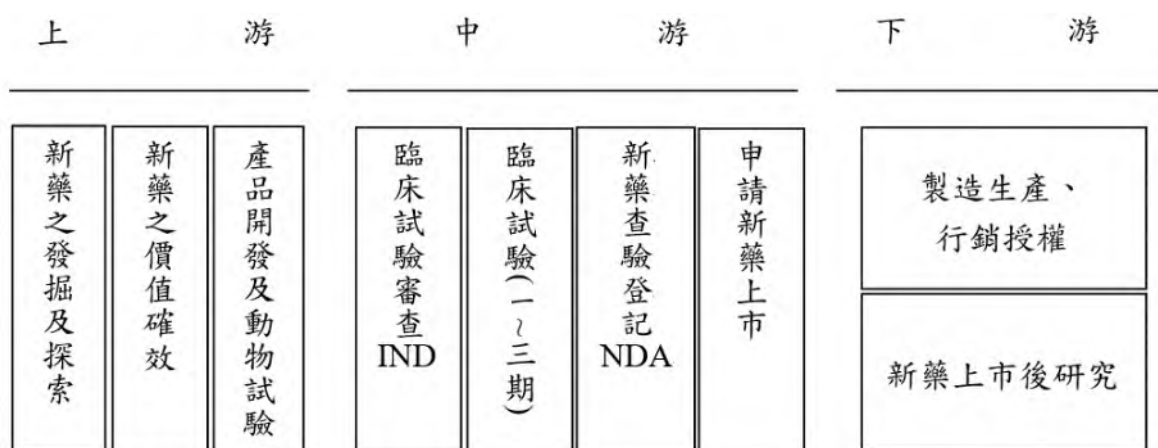 上游
中游
下游
新藥之發掘及探索
新藥之價值確效
產品開發及動物試驗
臨床試驗審查IND
臨床試驗(一~三期)
新藥查驗登記NDA
申請新藥上市
製造生產、
行銷授權
新藥上市後研究